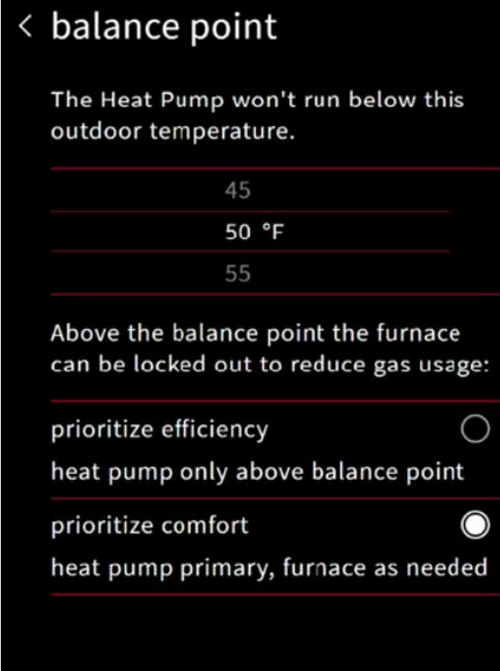 balance point
The Heat Pump won't run below this
outdoor temperature.
45
50 °F
55
Above the balance point the furnace
can be locked out to reduce gas usage:
prioritize efficiency
heat pump only above balance point
prioritize comfort
heat pump primary, furnace as needed